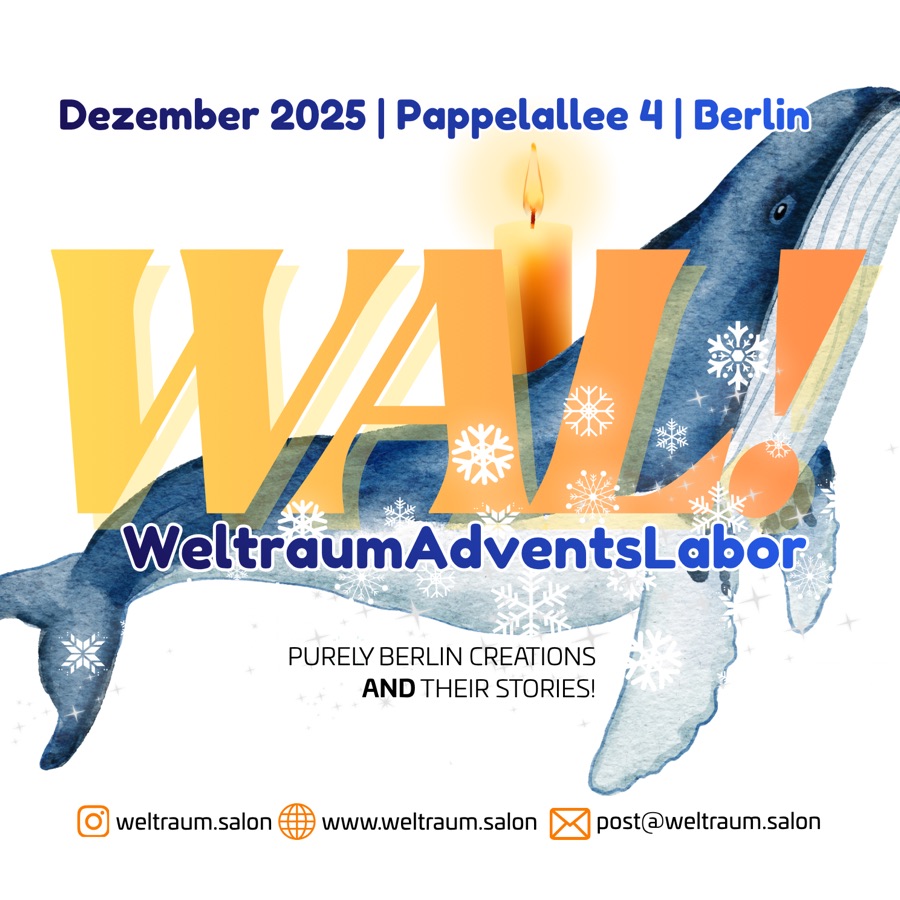 Dezember 2025 | Pappelallee 4 | Berlin
WAL!
WeltraumAdventsLabor
PURELY BERLIN CREATIONS
AND THEIR STORIES!
weltraum.salon www.weltraum.salon post@weltraum.salon